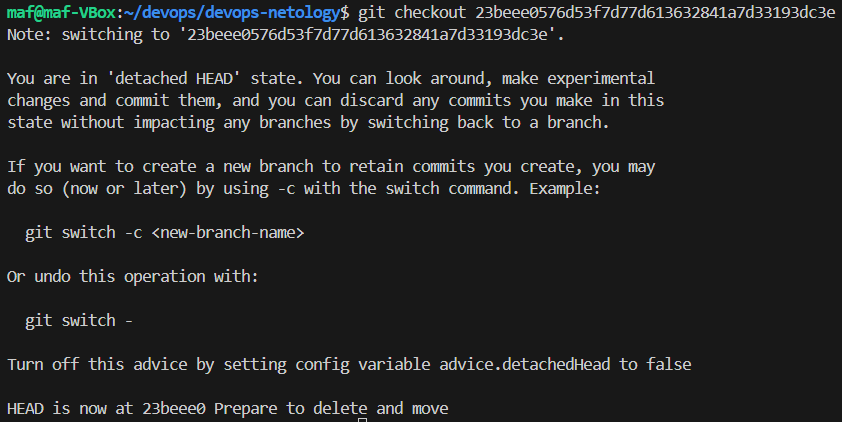 maf@maf-VBox:~/devops/devops-netology$ git checkout 23beee0576d53f7d77d613632841a7d33193dc3e
Note: switching to '23beee0576d53f7d77d613632841a7d33193dc3e'.
You are in 'detached HEAD' state. You can look around, make experimental
changes and commit them, and you can discard any commits you make in this
state without impacting any branches by switching back to a branch.
If you want to create a new branch to retain commits you create, you may
do so (now or later) by using -c with the switch command. Example:
git switch -c <new-branch-name>
Or undo this operation with:
git switch -
Turn off this advice by setting config variable advice.detachedHead to false
HEAD is now at 23beee0 Prepare to delete and move